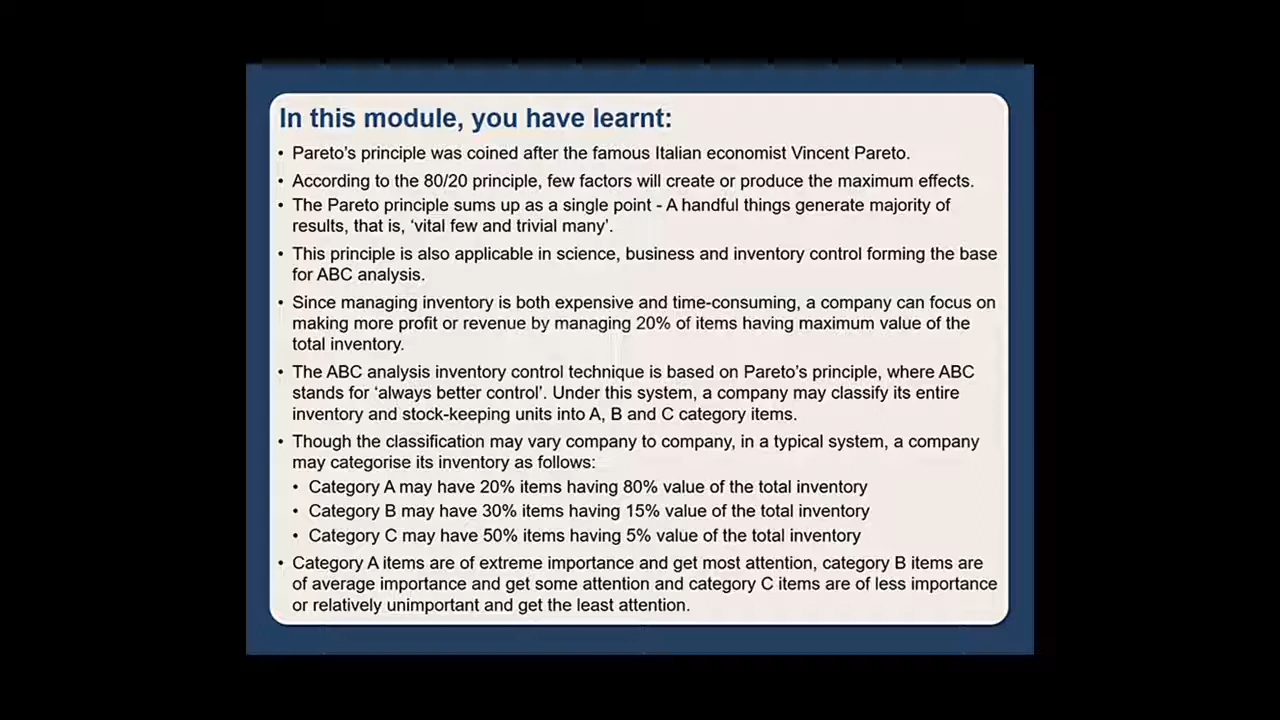 In this module, you have learnt:
• Pareto's principle was coined after the famous Italian economist Vincent Pareto.
• According to the 80/20 principle, few factors will create or produce the maximum effects.
• The Pareto principle sums up as a single point - A handful things generate majority of
results, that is, ‘vital few and trivial many’.
• This principle is also applicable in science, business and inventory control forming the base
for ABC analysis.
• Since managing inventory is both expensive and time-consuming, a company can focus on
making more profit or revenue by managing 20% of items having maximum value of the
total inventory.
• The ABC analysis inventory control technique is based on Pareto’s principle, where ABC
stands for ‘always better control’. Under this system, a company may classify its entire
inventory and stock-keeping units into A, B and C category items.
• Though the classification may vary company to company, in a typical system, a company
may categorise its inventory as follows:
• Category A may have 20% items having 80% value of the total inventory
• Category B may have 30% items having 15% value of the total inventory
• Category C may have 50% items having 5% value of the total inventory
• Category A items are of extreme importance and get most attention, category B items are
of average importance and get some attention and category C items are of less importance
or relatively unimportant and get the least attention.